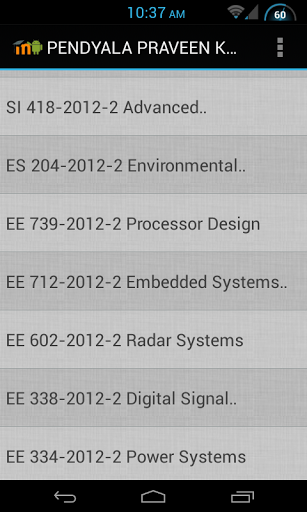 10:37 AM
60
PENDYALA PRAVEEN K...
SI 418-2012-2 Advanced..
ES 204-2012-2 Environmental..
EE 739-2012-2 Processor Design
EE 712-2012-2 Embedded Systems..
EE 602-2012-2 Radar Systems
EE 338-2012-2 Digital Signal..
EE 334-2012-2 Power Systems